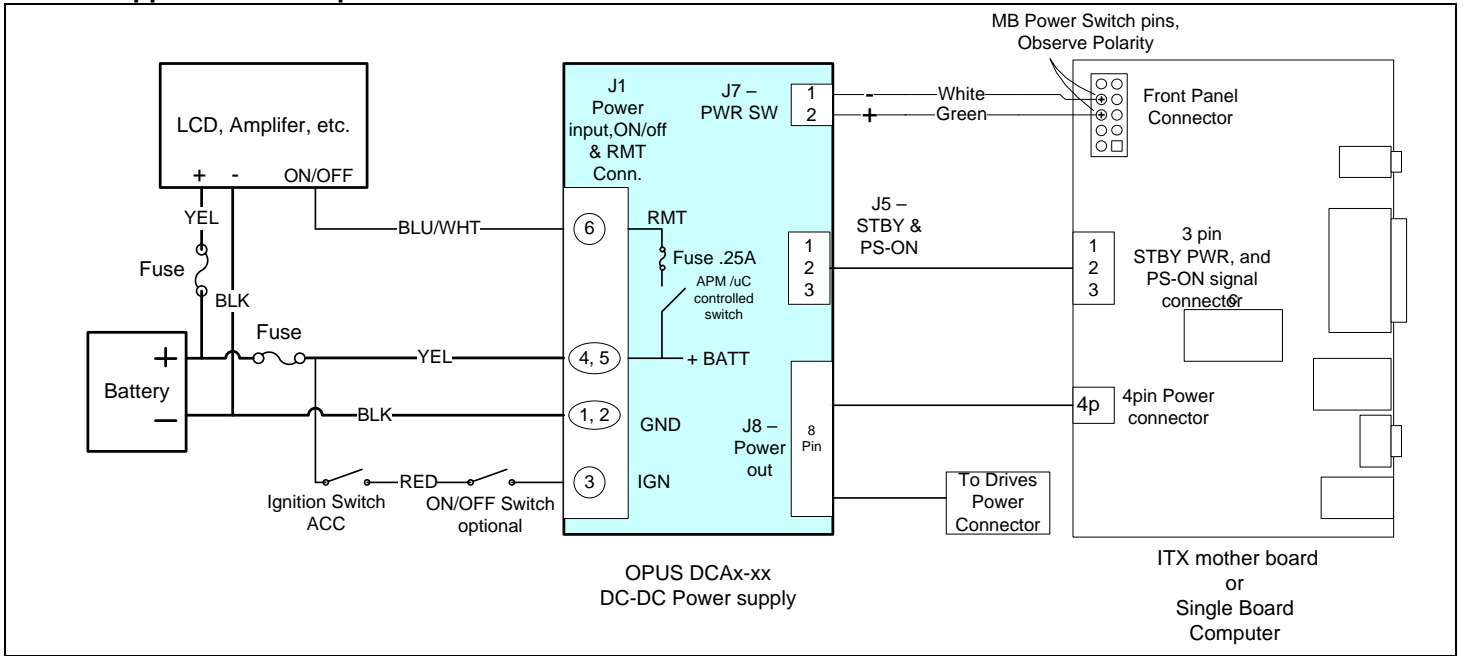 MB Power Switch pins,
Observe Polarity
LCD, Amplifer, etc.
+ - ON/OFF
YEL
Fuse
BLK
BLU/WHT
Battery
+
–
Fuse
YEL
BLK
Ignition Switch
ACC
RED
ON/OFF Switch
optional
J1
Power
input,ON/off
& RMT
Conn.
6
4, 5
1, 2
3
RMT
Fuse .25A
APM /uC
controlled
switch
+ BATT
GND
IGN
J7 –
PWR SW
1
2
- White
+ Green
Front Panel
Connector
J5 –
STBY &
PS-ON
1
2
3
1
2
3
3 pin
STBY PWR, and
PS-ON signal
connector
J8 –
Power
out
8
Pin
4p
4pin Power
connector
To Drives
Power
Connector
OPUS DCAx-xx
DC-DC Power supply
ITX mother board
or
Single Board
Computer